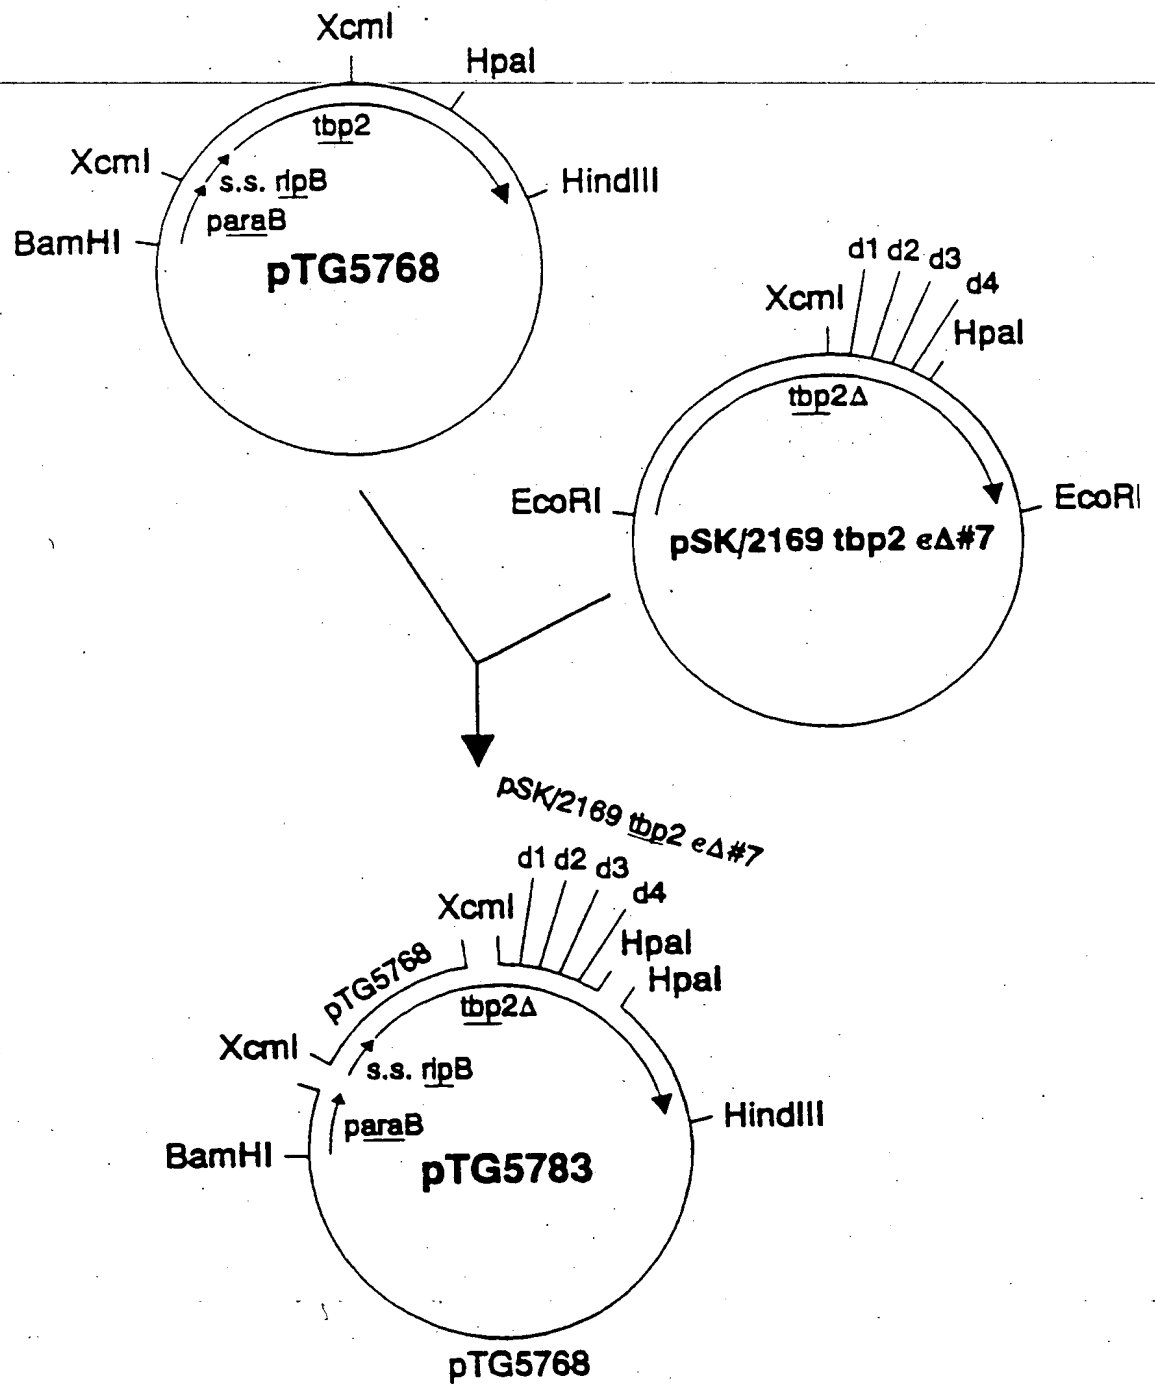 XcmI
HpaI
tbp2
XcmI
s.s. rlpB
HindIII
paraB
BamHI
pTG5768
d1 d2 d3
d4
XcmI
HpaI
tbp2Δ
EcoRI
EcoRI
pSK/2169 tbp2 eΔ#7
pSK/2169 tbp2 eΔ#7
d1 d2 d3
d4
XcmI
HpaI
HpaI
pTG5768
tbp2Δ
XcmI
s.s. rlpB
HindIII
paraB
BamHI
pTG5783
pTG5768